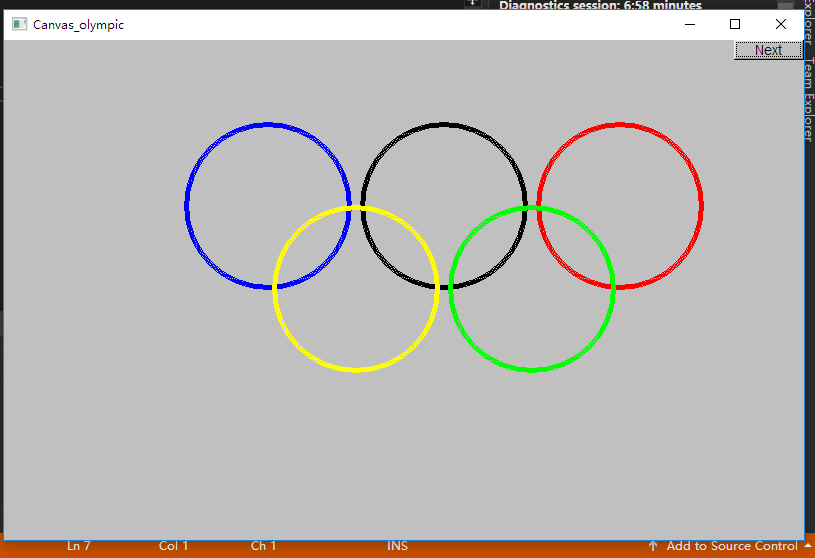 Diagnostics session: 6:58 minutes
Canvas_olympic
Next
Explorer
Team Explorer
Ln 7
Col 1
Ch 1
INS
Add to Source Control